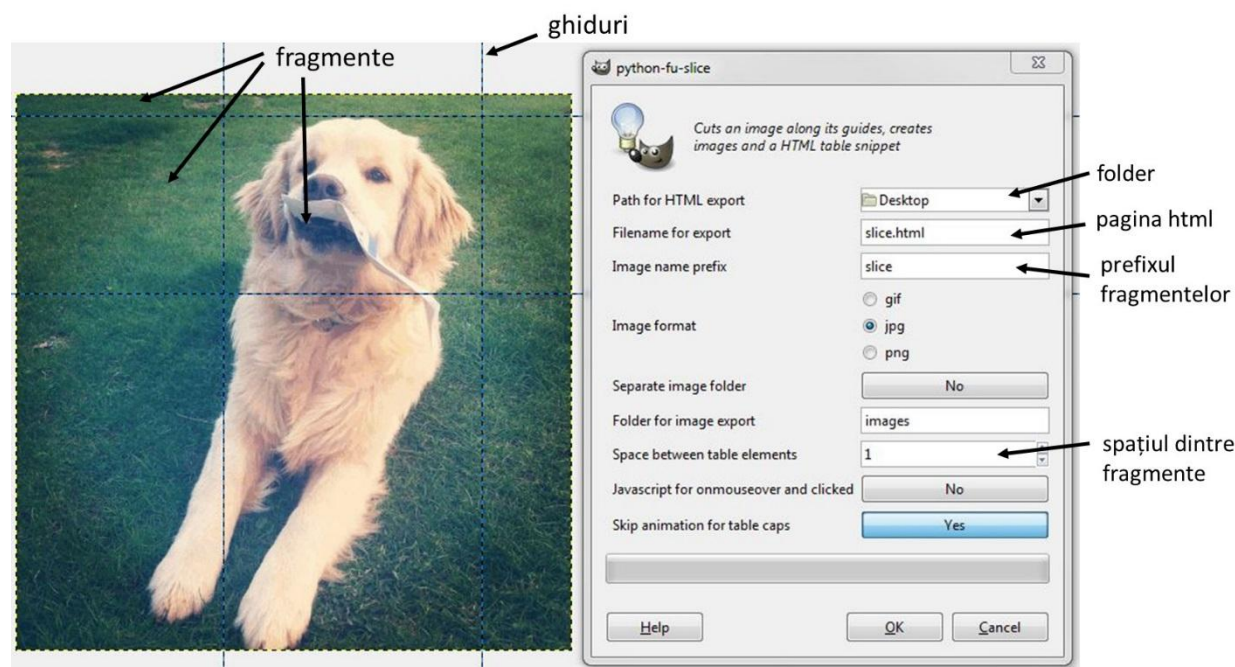 ghiduri
fragmente
python-fu-slice
Cuts an image along its guides, creates
images and a HTML table snippet
folder
Path for HTML export
Desktop
pagina html
Filename for export
slice.html
Image name prefix
slice
prefixul
fragmentelor
gif
Image format
jpg
png
Separate image folder
No
Folder for image export
images
Space between table elements
1
spațiul dintre
fragmente
Javascript for onmouseover and clicked
No
Skip animation for table caps
Yes
Help
OK
Cancel